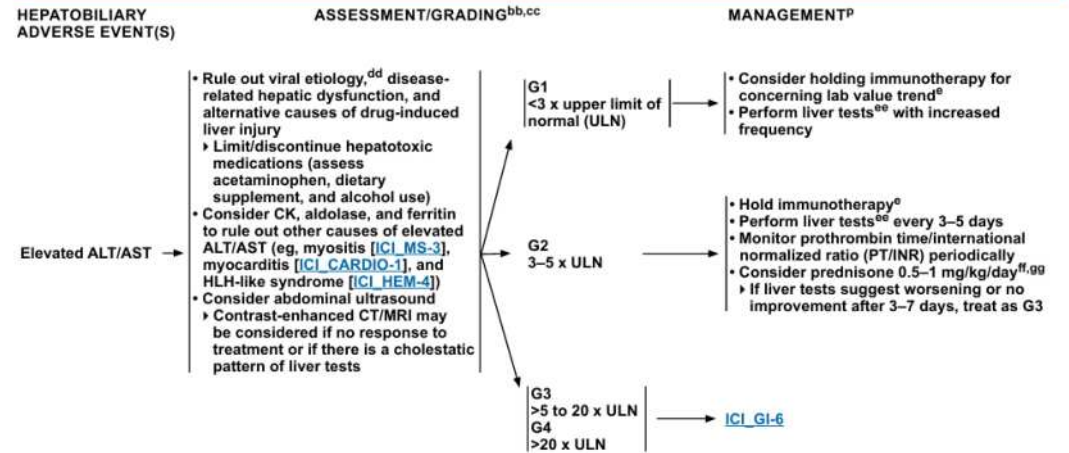 HEPATOBILIARY
ADVERSE EVENT(S)
ASSESSMENT/GRADINGbb,cc
MANAGEMENTp
Elevated ALT/AST
• Rule out viral etiology,dd disease-
related hepatic dysfunction, and
alternative causes of drug-induced
liver injury
▸ Limit/discontinue hepatotoxic
medications (assess
acetaminophen, dietary
supplement, and alcohol use)
• Consider CK, aldolase, and ferritin
to rule out other causes of elevated
ALT/AST (eg, myositis [ICI_MS-3],
myocarditis [ICI_CARDIO-1], and
HLH-like syndrome [ICI_HEM-4])
• Consider abdominal ultrasound
▸ Contrast-enhanced CT/MRI may
be considered if no response to
treatment or if there is a cholestatic
pattern of liver tests
G1
<3 x upper limit of
normal (ULN)
• Consider holding immunotherapy for
concerning lab value trende
• Perform liver testsee with increased
frequency
G2
3–5 x ULN
• Hold immunotherapye
• Perform liver testsee every 3–5 days
• Monitor prothrombin time/international
normalized ratio (PT/INR) periodically
• Consider prednisone 0.5–1 mg/kg/dayff,gg
▸ If liver tests suggest worsening or no
improvement after 3–7 days, treat as G3
G3
>5 to 20 x ULN
G4
>20 x ULN
ICI_GI-6